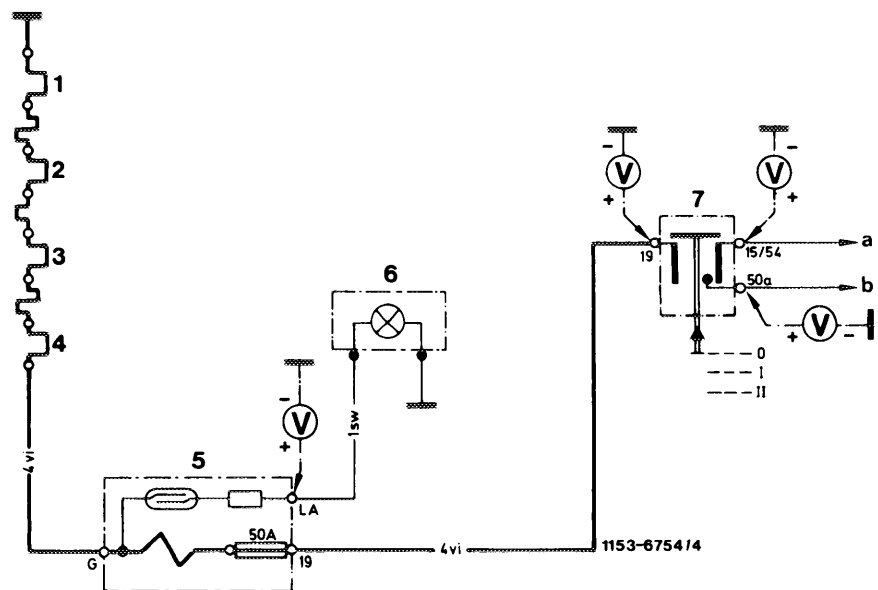 1
2
3
4
4vi
5
50A
G
19
LA
- V +
1sw
6
4vi
1153-6754/4
- V +
- V +
7
19
15/54
a
50a
b
+ V -
0
I
II